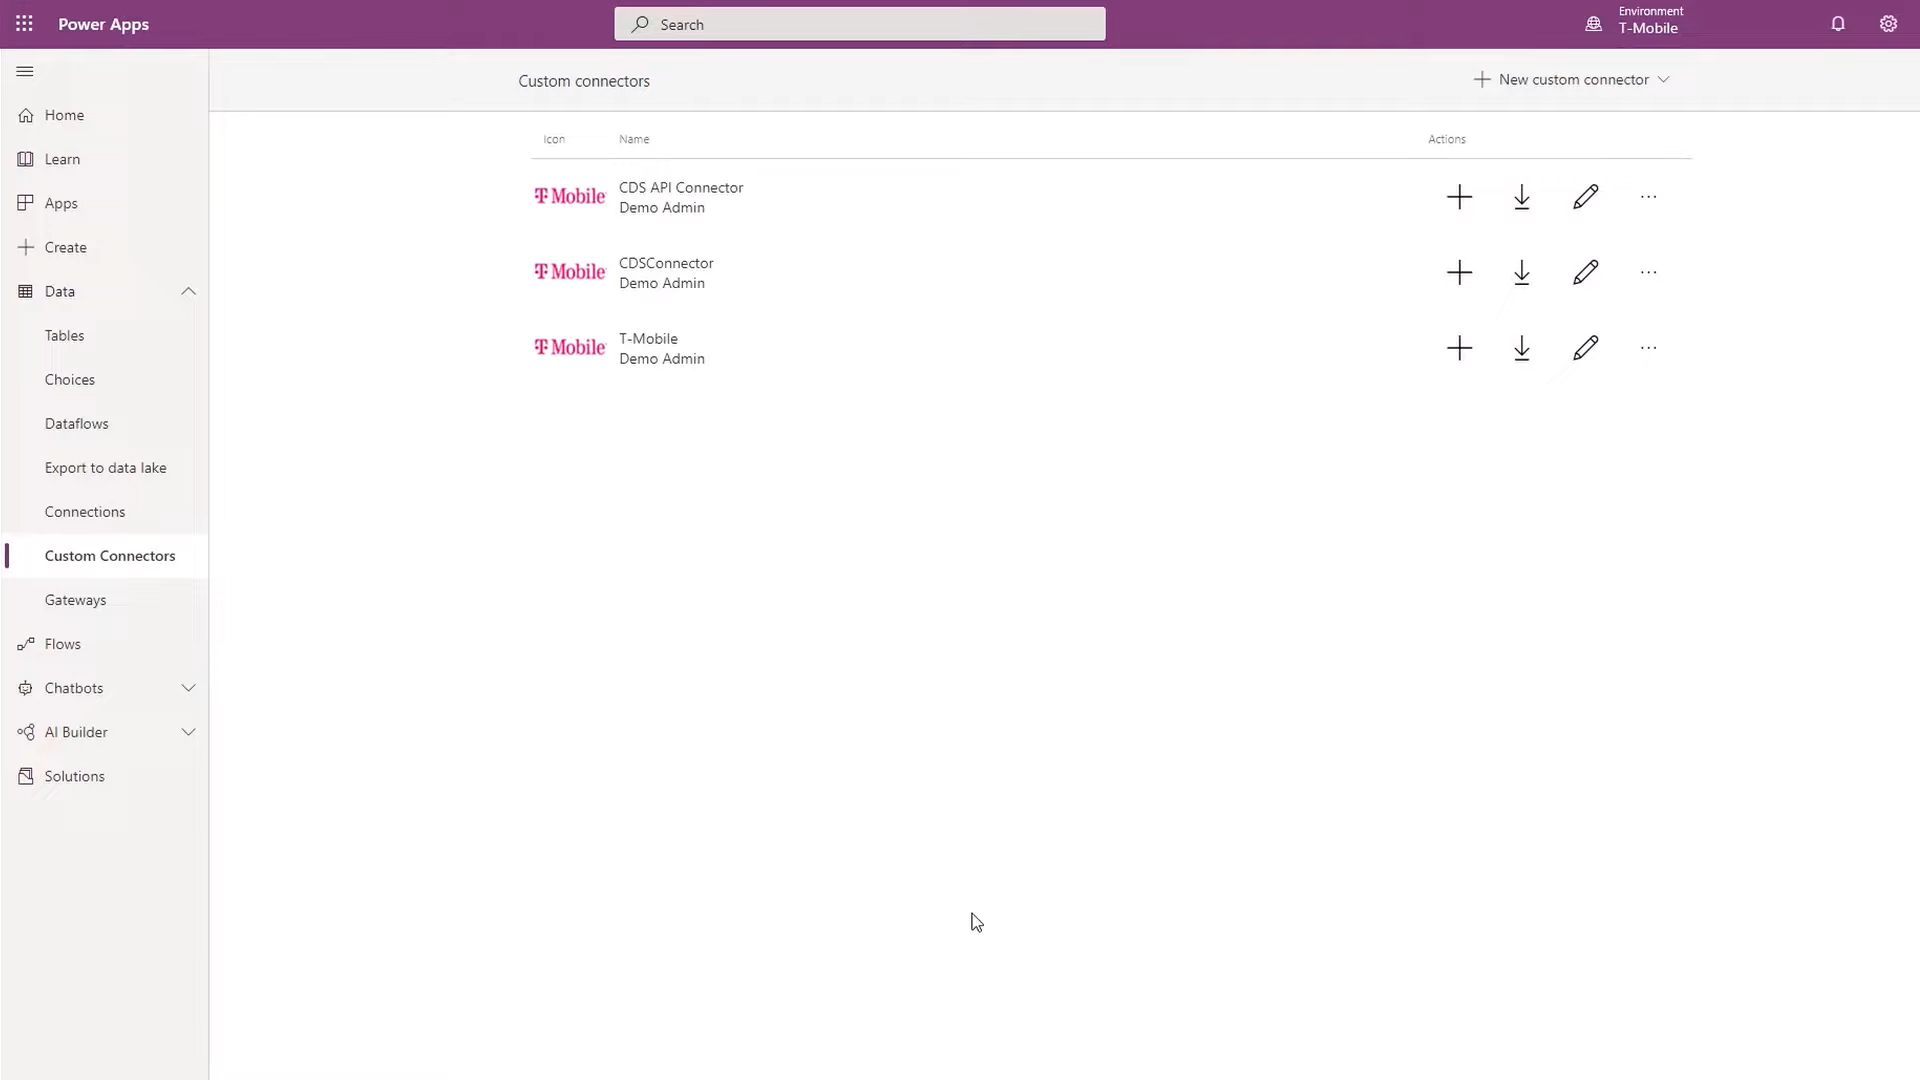 Power Apps
Search
Environment
T-Mobile
Custom connectors
New custom connector
Home
Learn
Apps
Create
Data
Tables
Choices
Dataflows
Export to data lake
Connections
Custom Connectors
Gateways
Flows
Chatbots
AI Builder
Solutions
Icon Name Actions
T Mobile CDS API Connector
Demo Admin
T Mobile CDSConnector
Demo Admin
T Mobile T-Mobile
Demo Admin